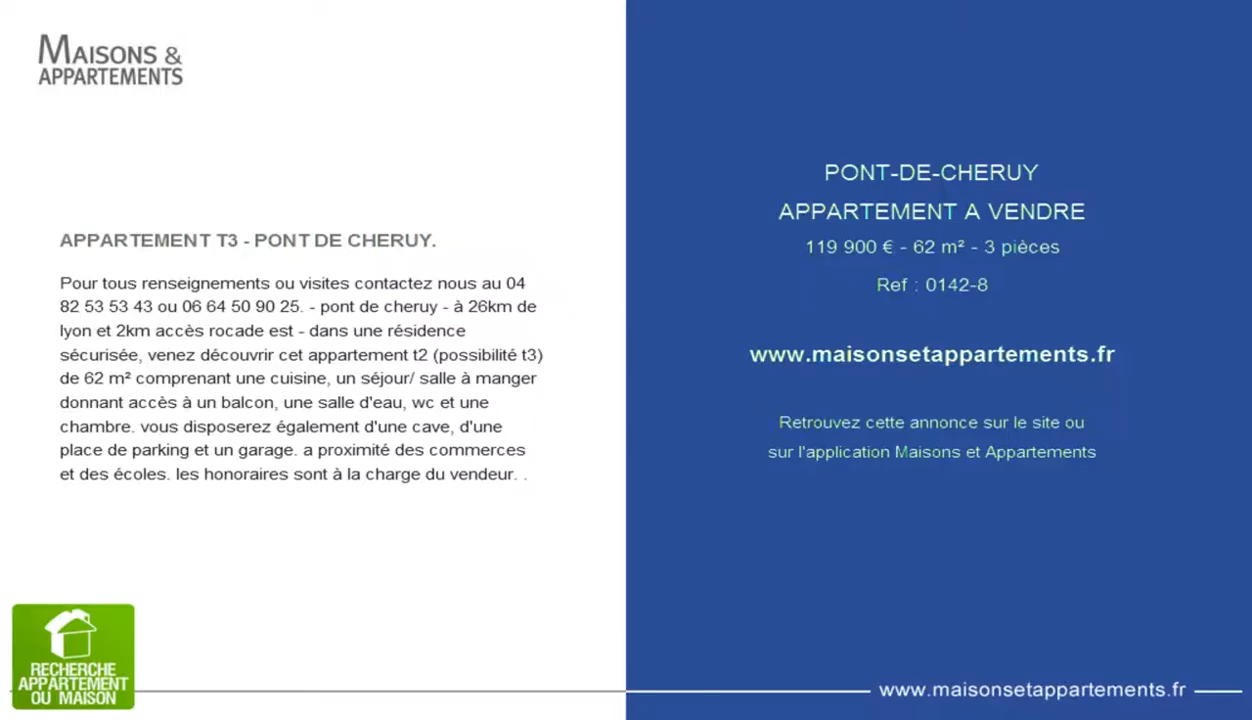 MAISONS &
APPARTEMENTS
APPARTEMENT T3 - PONT DE CHERUY.
Pour tous renseignements ou visites contactez nous au 04
82 53 53 43 ou 06 64 50 90 25. - pont de cheruy - à 26km de
lyon et 2km accès rocade est - dans une résidence
sécurisée, venez découvrir cet appartement t2 (possibilité t3)
de 62 m² comprenant une cuisine, un séjour/ salle à manger
donnant accès à un balcon, une salle d'eau, wc et une
chambre. vous disposerez également d'une cave, d'une
place de parking et un garage. a proximité des commerces
et des écoles. les honoraires sont à la charge du vendeur. .
RECHERCHE
APPARTEMENT
OU MAISON
PONT-DE-CHERUY
APPARTEMENT A VENDRE
119 900 € - 62 m² - 3 pièces
Ref : 0142-8
www.maisonsetappartements.fr
Retrouvez cette annonce sur le site ou
sur l'application Maisons et Appartements
www.maisonsetappartements.fr